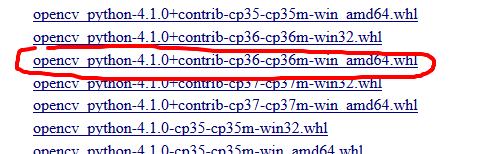 opencv_python-4.1.0+contrib-cp35-cp35m-win_amd64.whl
opencv_python-4.1.0+contrib-cp36-cp36m-win32.whl
opencv_python-4.1.0+contrib-cp36-cp36m-win_amd64.whl
opencv_python-4.1.0+contrib-cp37-cp37m-win32.whl
opencv_python-4.1.0+contrib-cp37-cp37m-win_amd64.whl
opencv_python-4.1.0-cp35-cp35m-win32.whl
opencv_python-4.1.0-cp35-cp35m-win_amd64.whl